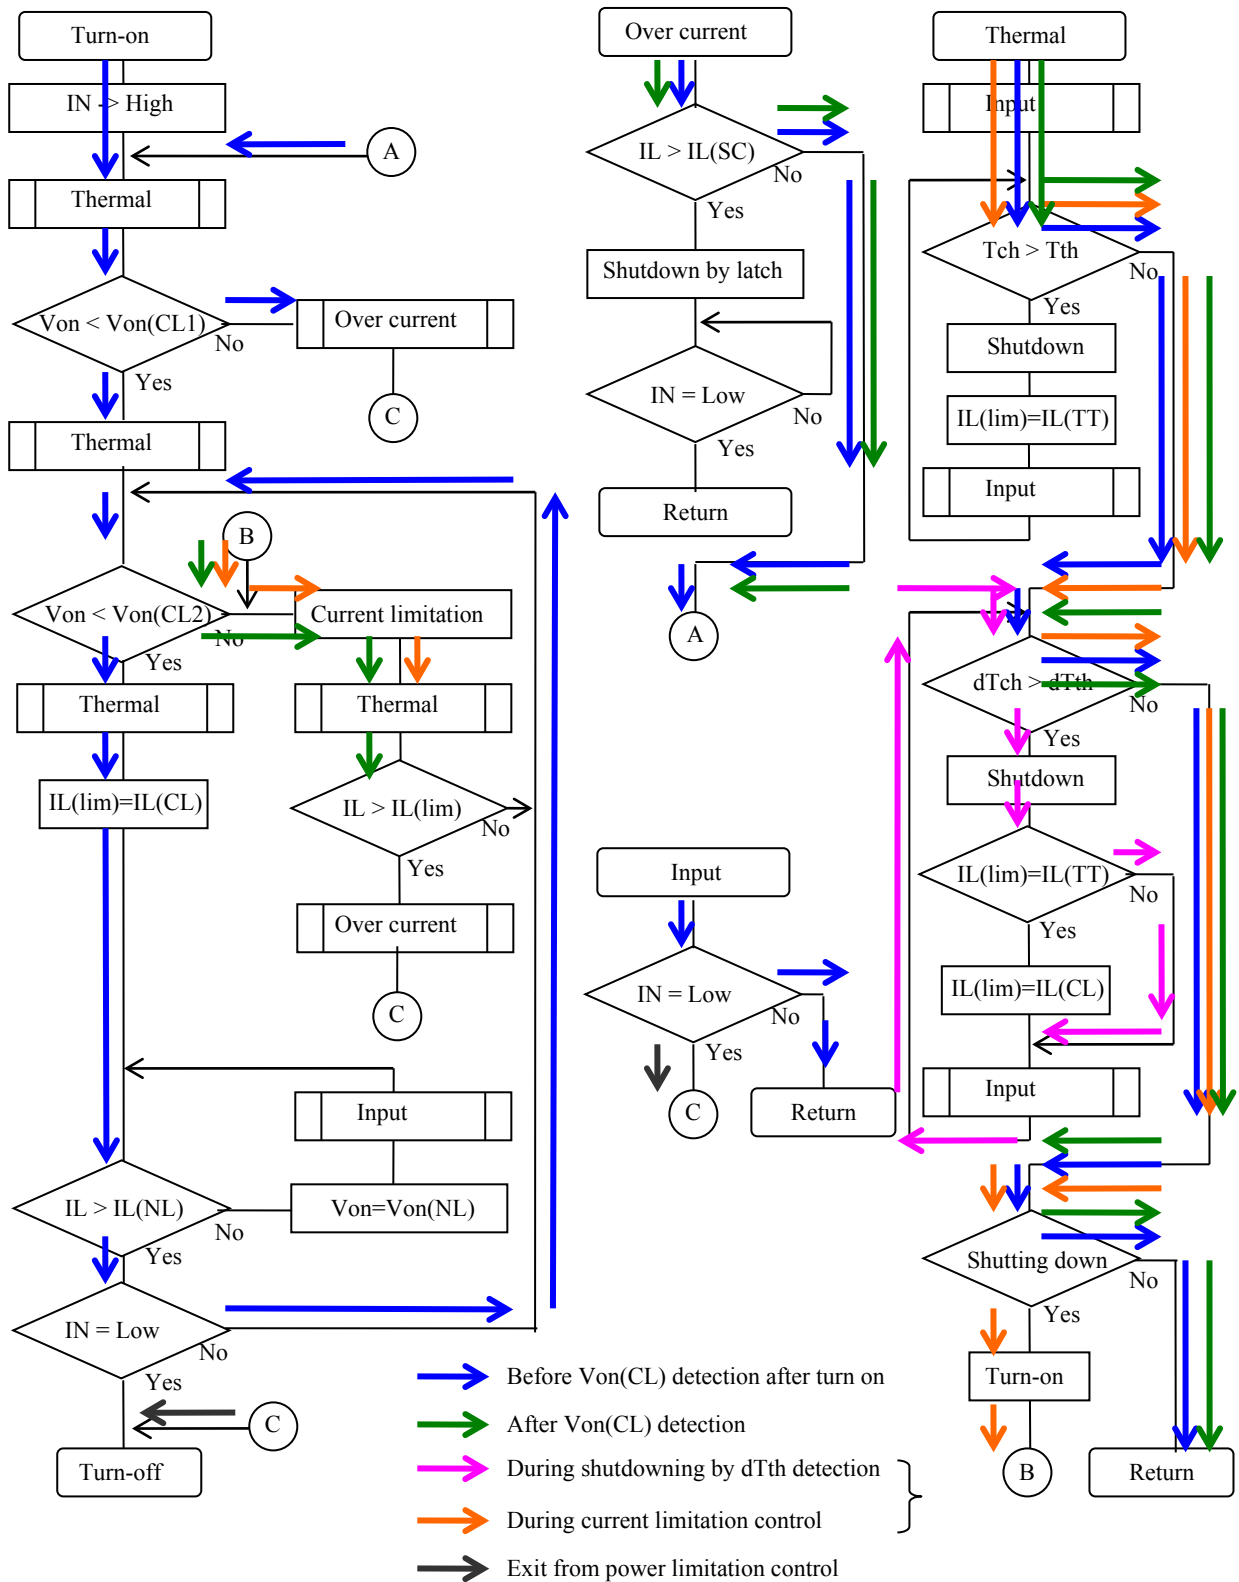 Turn-on
IN -> High
A
Thermal
Von < Von(CL1)
No
Yes
Over current
C
Thermal
B
Von < Von(CL2)
No
Yes
Current limitation
Thermal
Thermal
IL(lim)=IL(CL)
IL > IL(lim)
No
Yes
Over current
C
Input
Von=Von(NL)
IL > IL(NL)
No
Yes
IN = Low
No
Yes
C
Turn-off
Over current
IL > IL(SC)
No
Yes
Shutdown by latch
IN = Low
No
Yes
Return
A
Input
IN = Low
No
Yes
C
Return
Thermal
Input
Tch > Tth
No
Yes
Shutdown
IL(lim)=IL(TT)
Input
dTch > dTth
No
Yes
Shutdown
IL(lim)=IL(TT)
No
Yes
IL(lim)=IL(CL)
Input
Shutting down
No
Yes
Turn-on
B
Return
Before Von(CL) detection after turn on
After Von(CL) detection
During shutdowning by dTth detection
During current limitation control
Exit from power limitation control